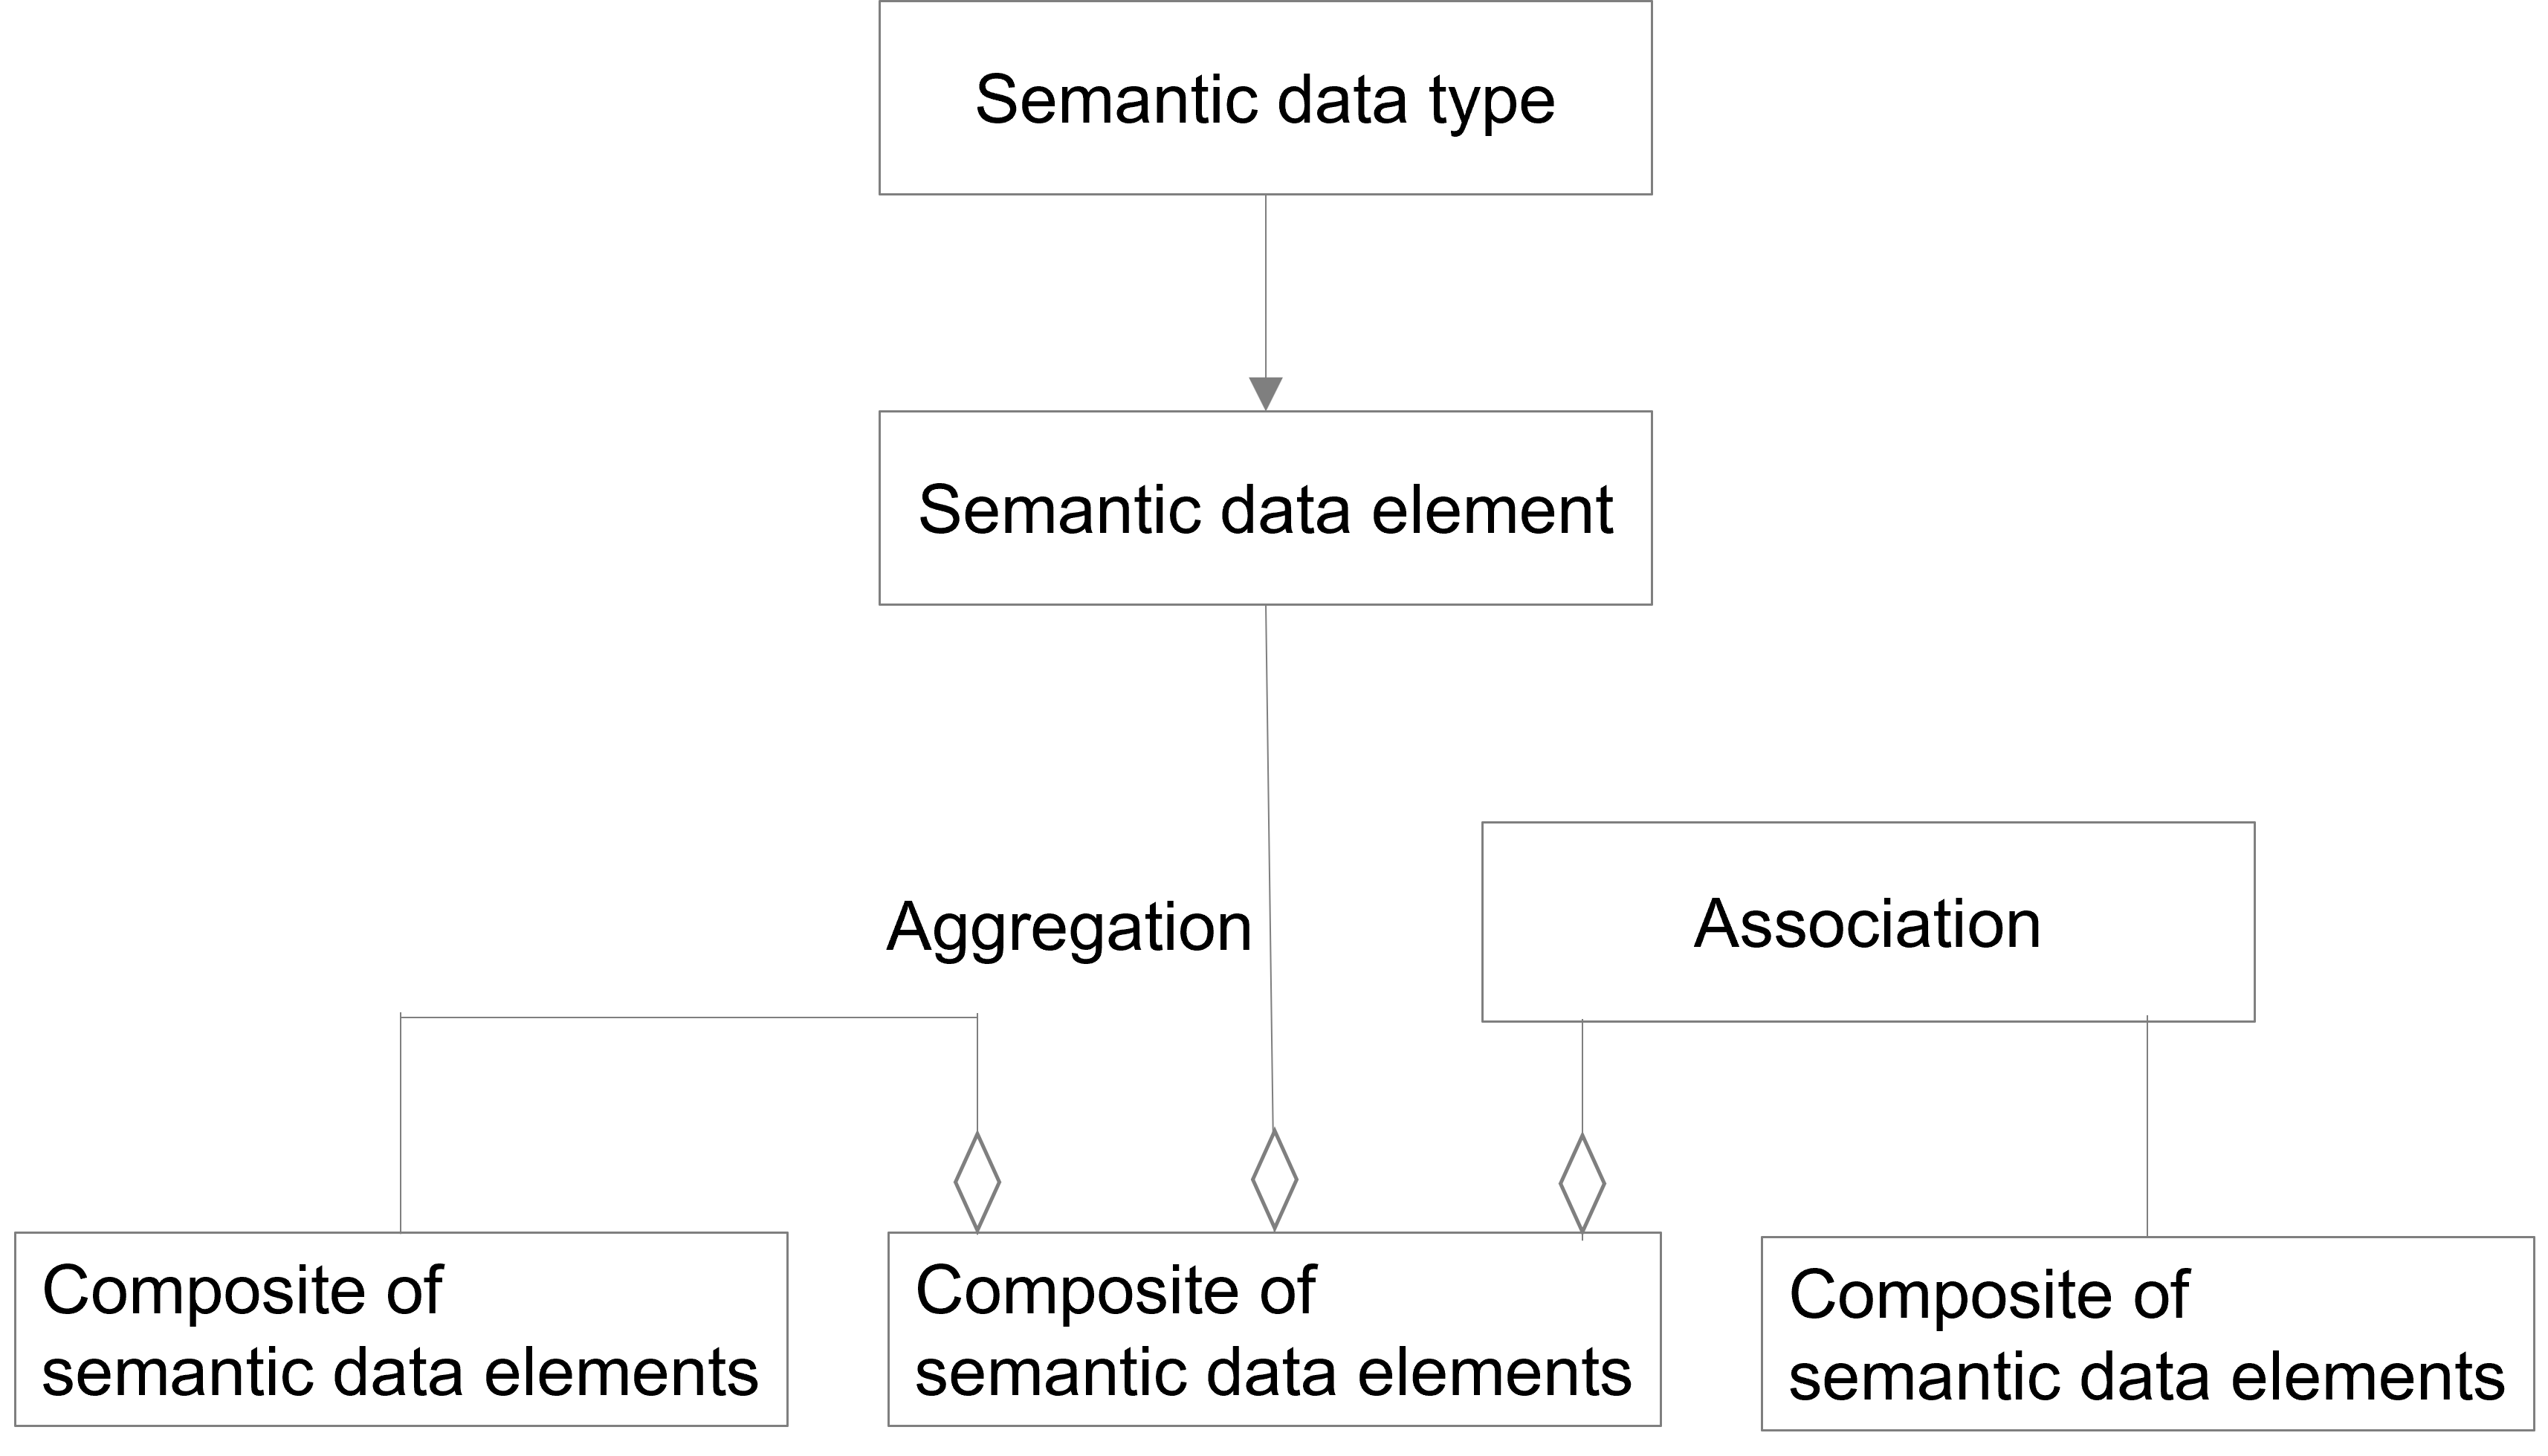 Semantic data type
Semantic data element
Aggregation
Association
Composite of
semantic data elements
Composite of
semantic data elements
Composite of
semantic data elements